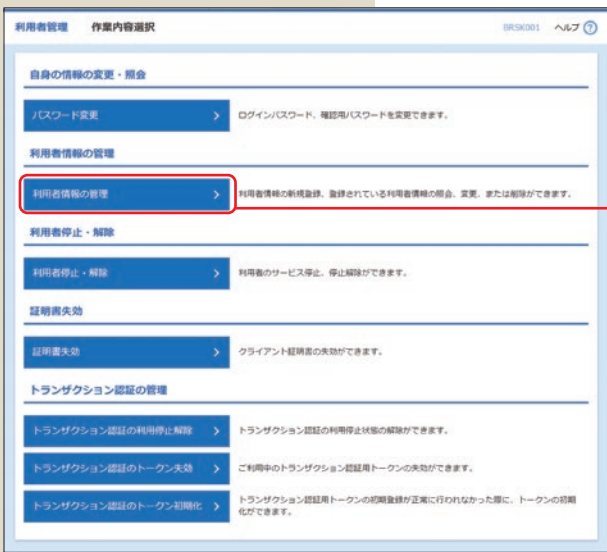 利用者管理 作業内容選択 BRSK001 ヘルプ ?
自身の情報の変更・照会
パスワード変更 ログインパスワード、確認用パスワードを変更できます。
利用者情報の管理
利用者情報の管理 利用者情報の新規登録、登録されている利用者情報の照会、変更、または削除ができます。
利用者停止・解除
利用者停止・解除 利用者のサービス停止、停止解除ができます。
証明書失効
証明書失効 クライアント証明書の失効ができます。
トランザクション認証の管理
トランザクション認証の利用停止解除 トランザクション認証の利用停止状態の解除ができます。
トランザクション認証のトークン失効 ご利用中のトランザクション認証用トークンの失効ができます。
トランザクション認証のトークン初期化 トランザクション認証用トークンの初期登録が正常に行われなかった際に、トークンの初期
化ができます。